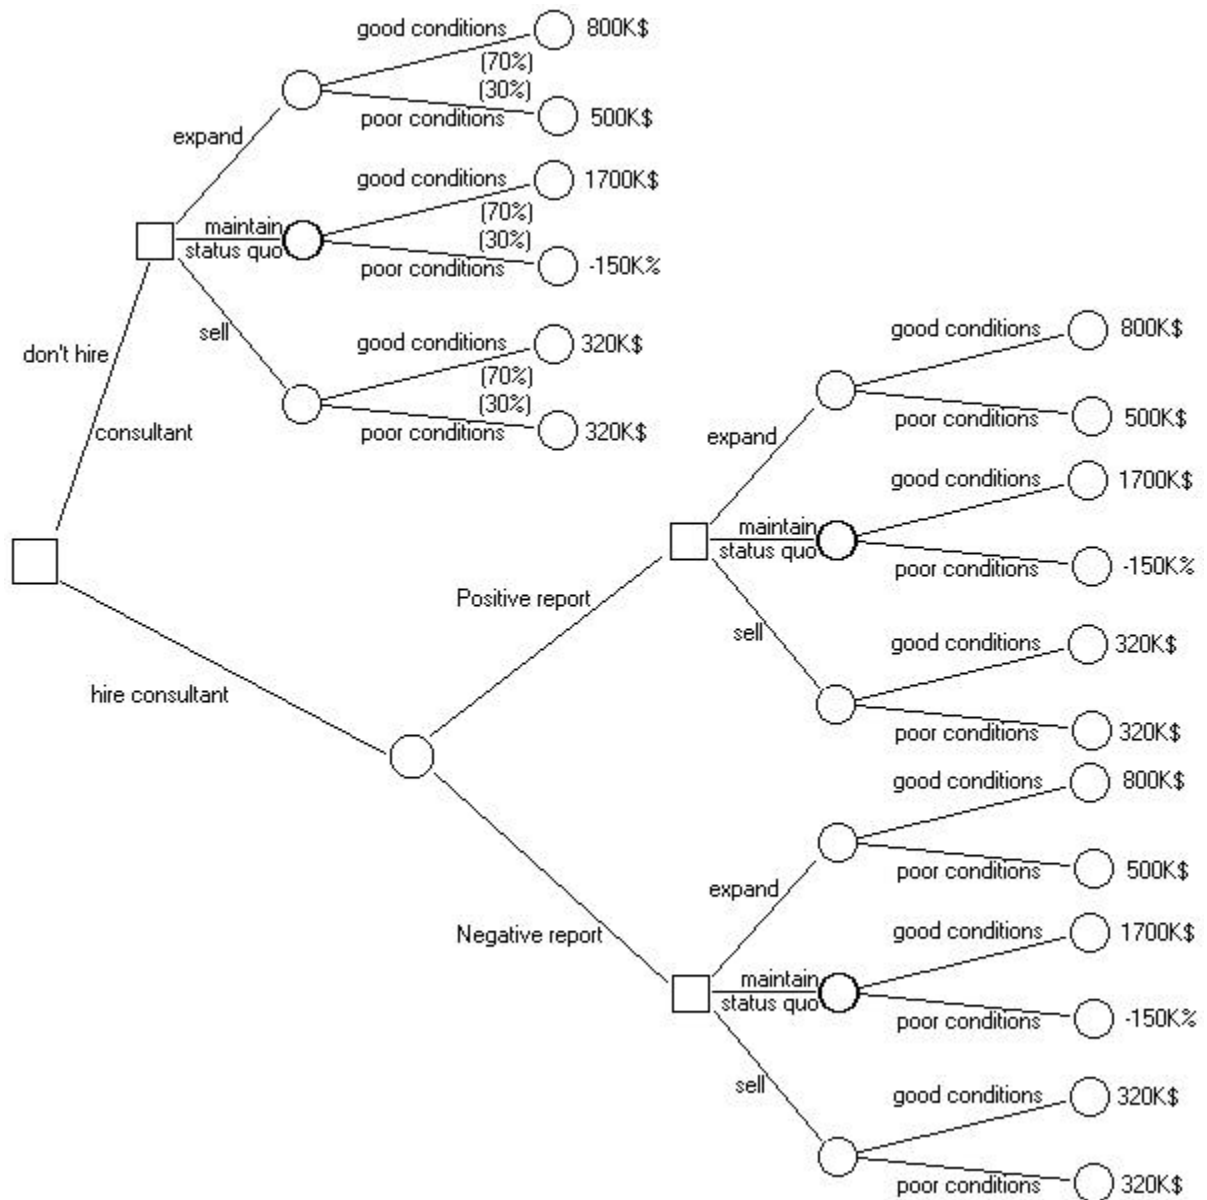 good conditions 800K$
(70%)
(30%)
poor conditions 500K$
expand
good conditions 1700K$
(70%)
maintain
status quo
(30%)
poor conditions -150K%
sell
good conditions 320K$
(70%)
(30%)
poor conditions 320K$
don't hire
consultant
good conditions 800K$
poor conditions 500K$
expand
good conditions 1700K$
maintain
status quo
poor conditions -150K%
Positive report
sell
good conditions 320K$
poor conditions 320K$
hire consultant
good conditions 800K$
poor conditions 500K$
expand
Negative report
good conditions 1700K$
maintain
status quo
poor conditions -150K%
sell
good conditions 320K$
poor conditions 320K$